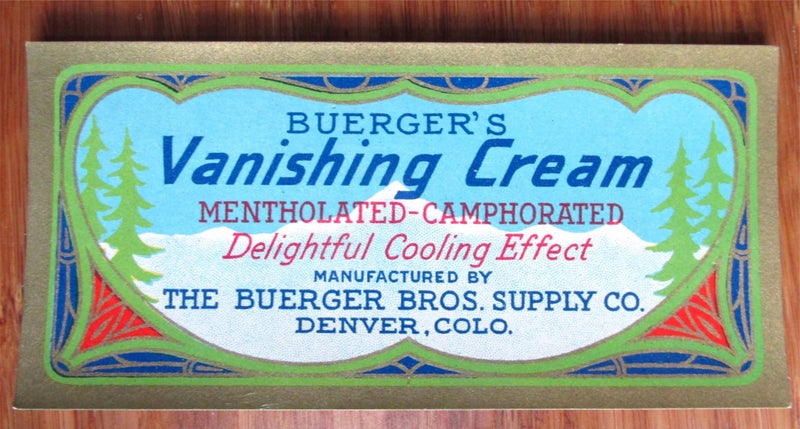 BUERGER'S
Vanishing Cream
MENTHOLATED-CAMPHORATED
Delightful Cooling Effect
MANUFACTURED BY
THE BUERGER BROS. SUPPLY CO.
DENVER, COLO.